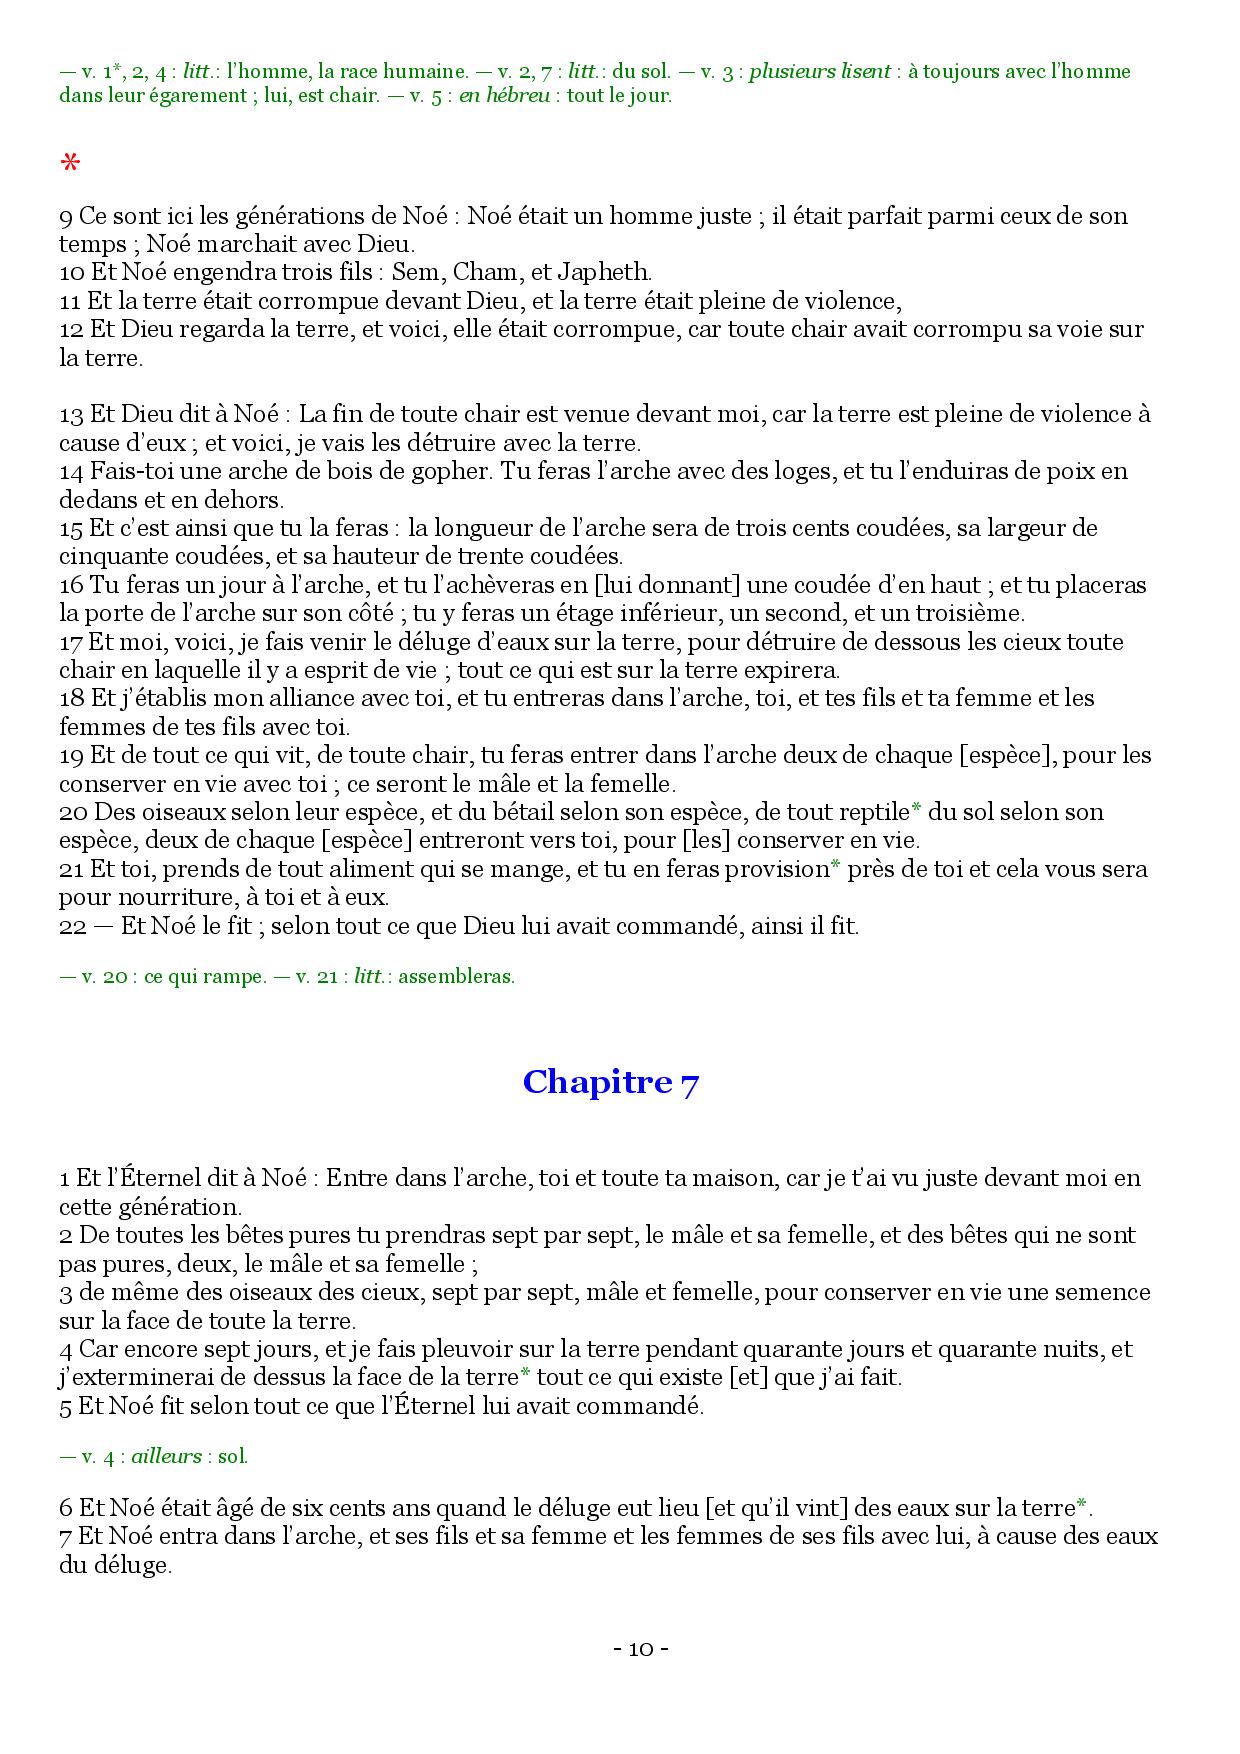 — v. 1*, 2, 4 : litt.: l’homme, la race humaine. — v. 2, 7 : litt.: du sol. — v. 3 : plusieurs lisent : à toujours avec l’homme
dans leur égarement ; lui, est chair. — v. 5 : en hébreu : tout le jour.
*
9 Ce sont ici les générations de Noé : Noé était un homme juste ; il était parfait parmi ceux de son
temps ; Noé marchait avec Dieu.
10 Et Noé engendra trois fils : Sem, Cham, et Japheth.
11 Et la terre était corrompue devant Dieu, et la terre était pleine de violence,
12 Et Dieu regarda la terre, et voici, elle était corrompue, car toute chair avait corrompu sa voie sur
la terre.
13 Et Dieu dit à Noé : La fin de toute chair est venue devant moi, car la terre est pleine de violence à
cause d’eux ; et voici, je vais les détruire avec la terre.
14 Fais-toi une arche de bois de gopher. Tu feras l’arche avec des loges, et tu l’enduiras de poix en
dedans et en dehors.
15 Et c’est ainsi que tu la feras : la longueur de l’arche sera de trois cents coudées, sa largeur de
cinquante coudées, et sa hauteur de trente coudées.
16 Tu feras un jour à l’arche, et tu l’achèveras en [lui donnant] une coudée d’en haut ; et tu placeras
la porte de l’arche sur son côté ; tu y feras un étage inférieur, un second, et un troisième.
17 Et moi, voici, je fais venir le déluge d’eaux sur la terre, pour détruire de dessous les cieux toute
chair en laquelle il y a esprit de vie ; tout ce qui est sur la terre expirera.
18 Et j’établis mon alliance avec toi, et tu entreras dans l’arche, toi, et tes fils et ta femme et les
femmes de tes fils avec toi.
19 Et de tout ce qui vit, de toute chair, tu feras entrer dans l’arche deux de chaque [espèce], pour les
conserver en vie avec toi ; ce seront le mâle et la femelle.
20 Des oiseaux selon leur espèce, et du bétail selon son espèce, de tout reptile* du sol selon son
espèce, deux de chaque [espèce] entreront vers toi, pour [les] conserver en vie.
21 Et toi, prends de tout aliment qui se mange, et tu en feras provision* près de toi et cela vous sera
pour nourriture, à toi et à eux.
22 — Et Noé le fit ; selon tout ce que Dieu lui avait commandé, ainsi il fit.
— v. 20 : ce qui rampe. — v. 21 : litt.: assembleras.
Chapitre 7
1 Et l’Éternel dit à Noé : Entre dans l’arche, toi et toute ta maison, car je t’ai vu juste devant moi en
cette génération.
2 De toutes les bêtes pures tu prendras sept par sept, le mâle et sa femelle, et des bêtes qui ne sont
pas pures, deux, le mâle et sa femelle ;
3 de même des oiseaux des cieux, sept par sept, mâle et femelle, pour conserver en vie une semence
sur la face de toute la terre.
4 Car encore sept jours, et je fais pleuvoir sur la terre pendant quarante jours et quarante nuits, et
j’exterminerai de dessus la face de la terre* tout ce qui existe [et] que j’ai fait.
5 Et Noé fit selon tout ce que l’Éternel lui avait commandé.
— v. 4 : ailleurs : sol.
6 Et Noé était âgé de six cents ans quand le déluge eut lieu [et qu’il vint] des eaux sur la terre*.
7 Et Noé entra dans l’arche, et ses fils et sa femme et les femmes de ses fils avec lui, à cause des eaux
du déluge.
- 10 -